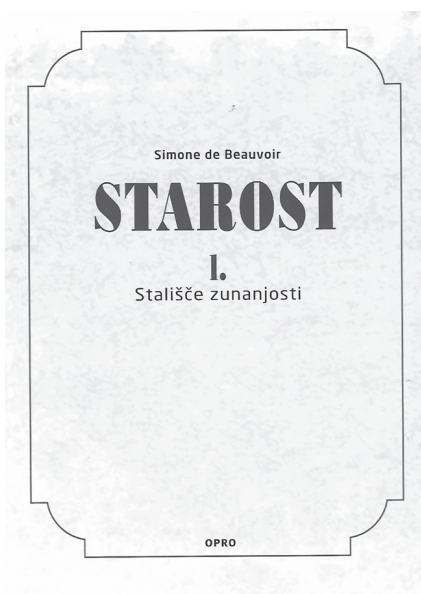 Simone de Beauvoir
STAROST
I.
Stališče zunanjosti
OPRO